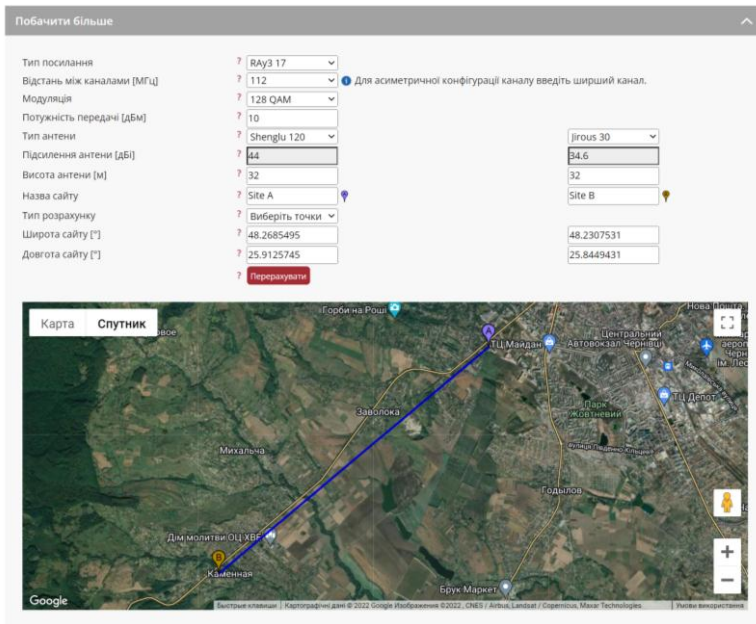 Побачити більше
Тип посилання ? RAy3 17
Відстань між каналами [МГц] ? 112 Для асиметричної конфігурації каналу введіть ширший канал.
Модуляція ? 128 QAM
Потужність передачі [дБм] ? 10
Тип антени ? Shenglu 120 Jirous 30
Підсилення антени [дБі] ? 44 34.6
Висота антени [м] ? 32 32
Назва сайту ? Site A Site B
Тип розрахунку ? Виберіть точки
Широта сайту [°] ? 48.2685495 48.2307531
Довгота сайту [°] ? 25.9125745 25.8449431
? Перерахувати
Горби на Роші
Нова Пошта
Карта Спутник
A
ТЦ Майдан
Центральний
Автовокзал Чернівці
аероп
Черн
ім. Лес
ТЦ Депот
Парк
Жовтневий
Заволока
Михальча
Годылов
Дім молитви ОЦ ХВЄ
B
Каменная
Брук Маркет
Google
Быстрые клавиши Картографічні дані © 2022 Google Изображения ©2022 , CNES / Airbus, Landsat / Copernicus, Maxar Technologies Умови використання